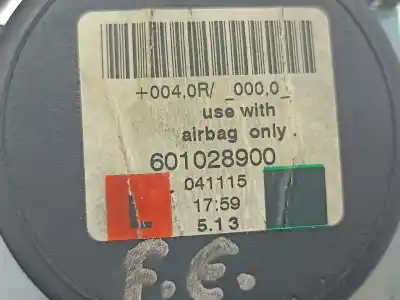 +004,0R/ _000,0_
use with
airbag only .
601028900
041115
L
17:59
5.13
F.E.